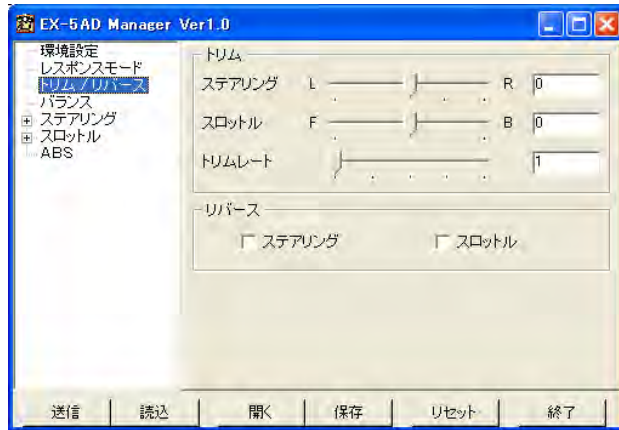 EX-5AD Manager Ver1.0
環境設定
レスポンスモード
トリム/リバース
バランス
ステアリング
スロットル
ABS
トリム
ステアリング L R 0
スロットル F B 0
トリムレート 1
リバース
ステアリング スロットル
送信 読込 開く 保存 リセット 終了